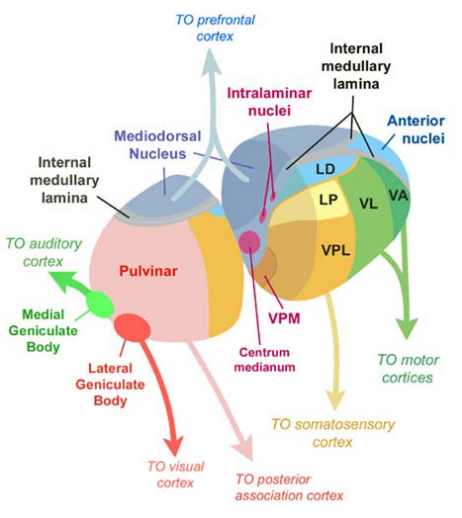 TO prefrontal
cortex
Internal
medullary
lamina
Intralaminar
nuclei
Anterior
nuclei
Mediodorsal
Nucleus
Internal
medullary
lamina
LD
LP
VL
VA
VPL
TO auditory
cortex
Pulvinar
Medial
Geniculate
Body
VPM
Lateral
Geniculate
Body
Centrum
medianum
TO motor
cortices
TO somatosensory
cortex
TO visual
cortex
TO posterior
association cortex